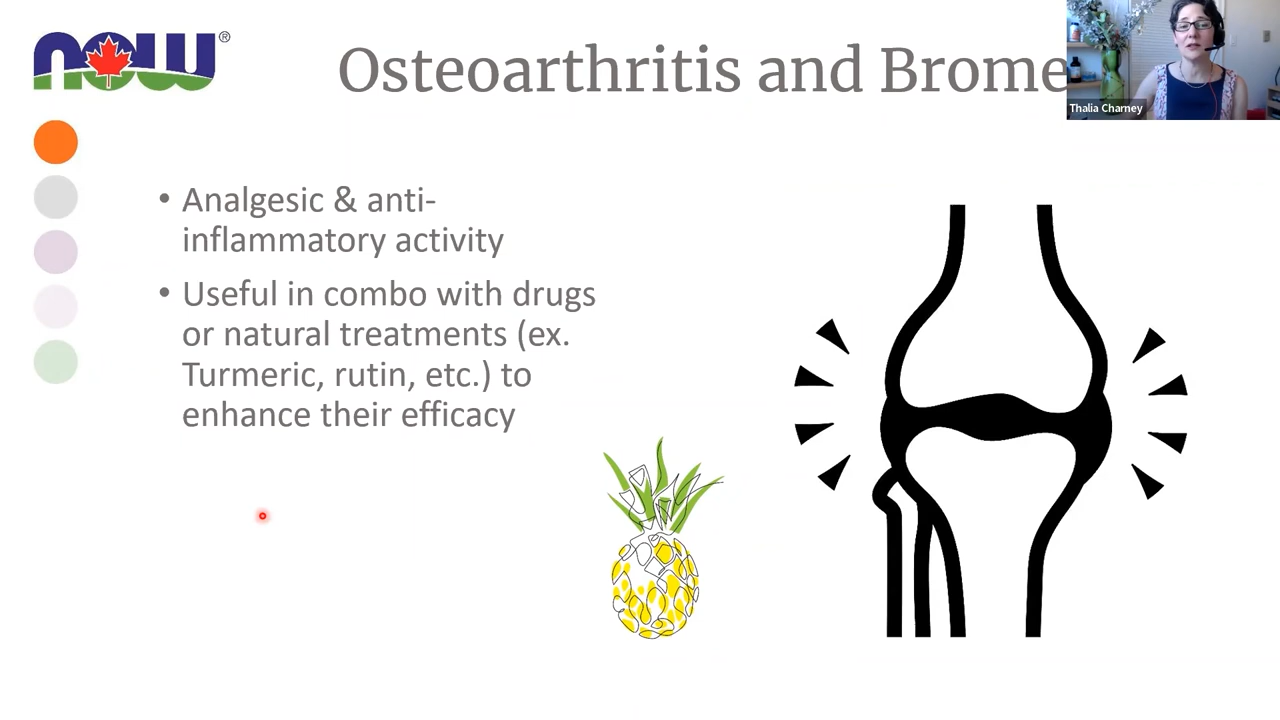 now®
Osteoarthritis and Brome
Thalia Charney
• Analgesic & anti-
inflammatory activity
• Useful in combo with drugs
or natural treatments (ex.
Turmeric, rutin, etc.) to
enhance their efficacy